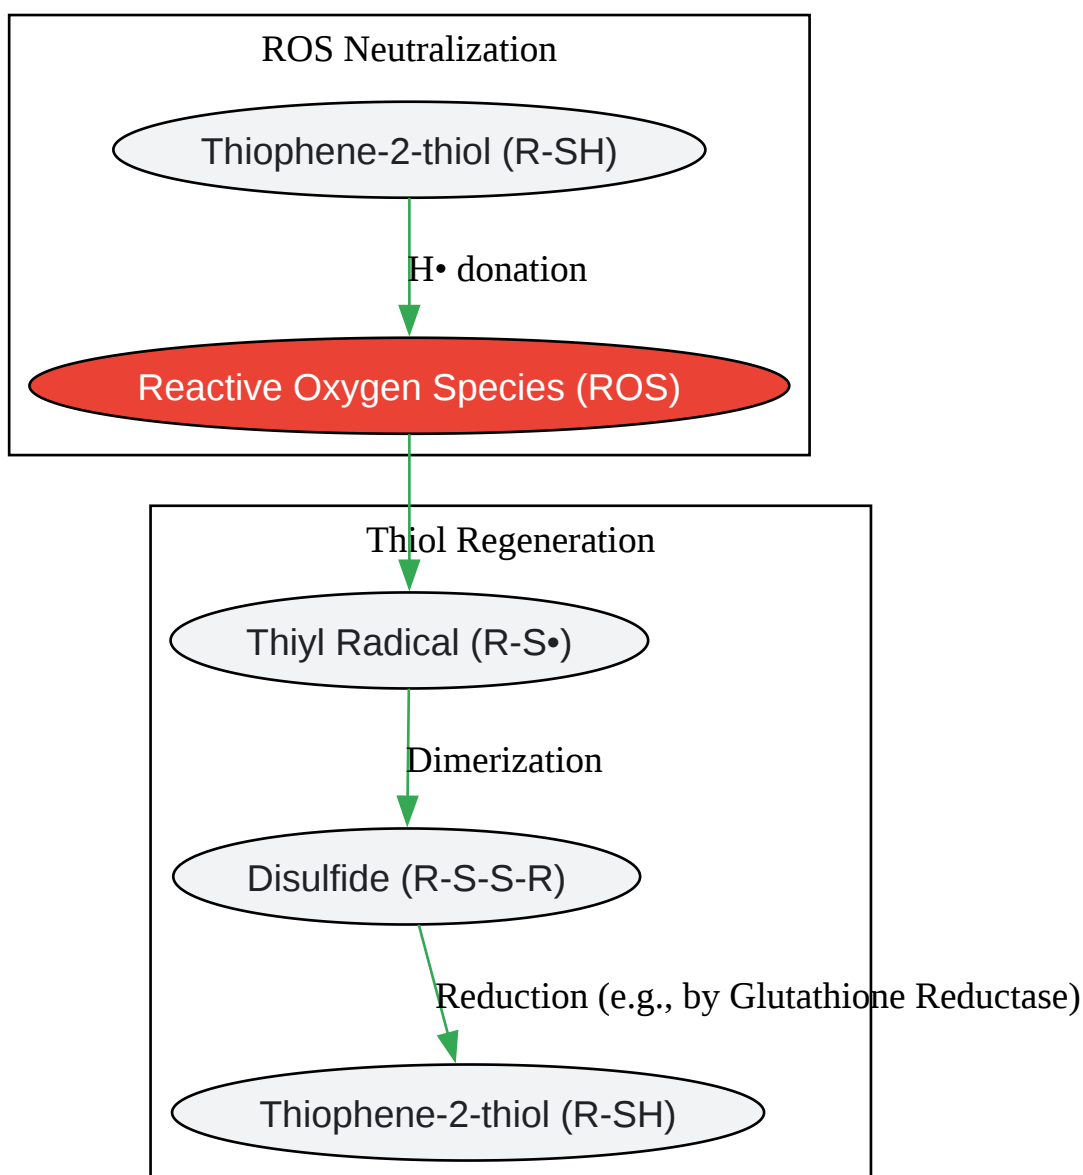 ROS Neutralization
Thiophene-2-thiol (R-SH)
H• donation
Reactive Oxygen Species (ROS)
Thiol Regeneration
Thiyl Radical (R-S•)
Dimerization
Disulfide (R-S-S-R)
Reduction (e.g., by Glutathione Reductase)
Thiophene-2-thiol (R-SH)